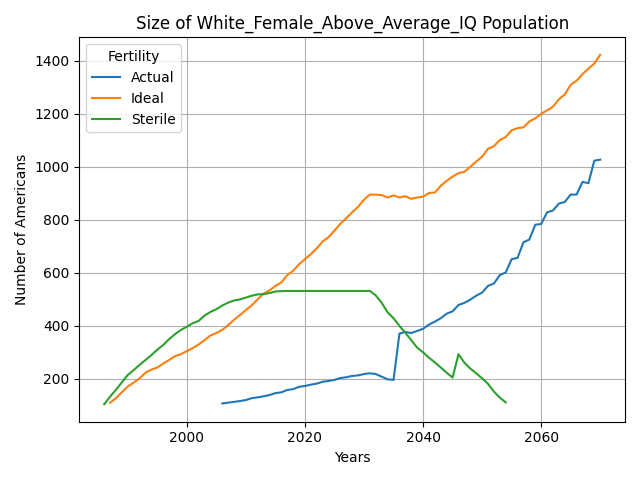 Size of White_Female_Above_Average_IQ Population
Fertility
Actual
Ideal
Sterile
Number of Americans
1400
1200
1000
800
600
400
200
2000
2020
2040
2060
Years